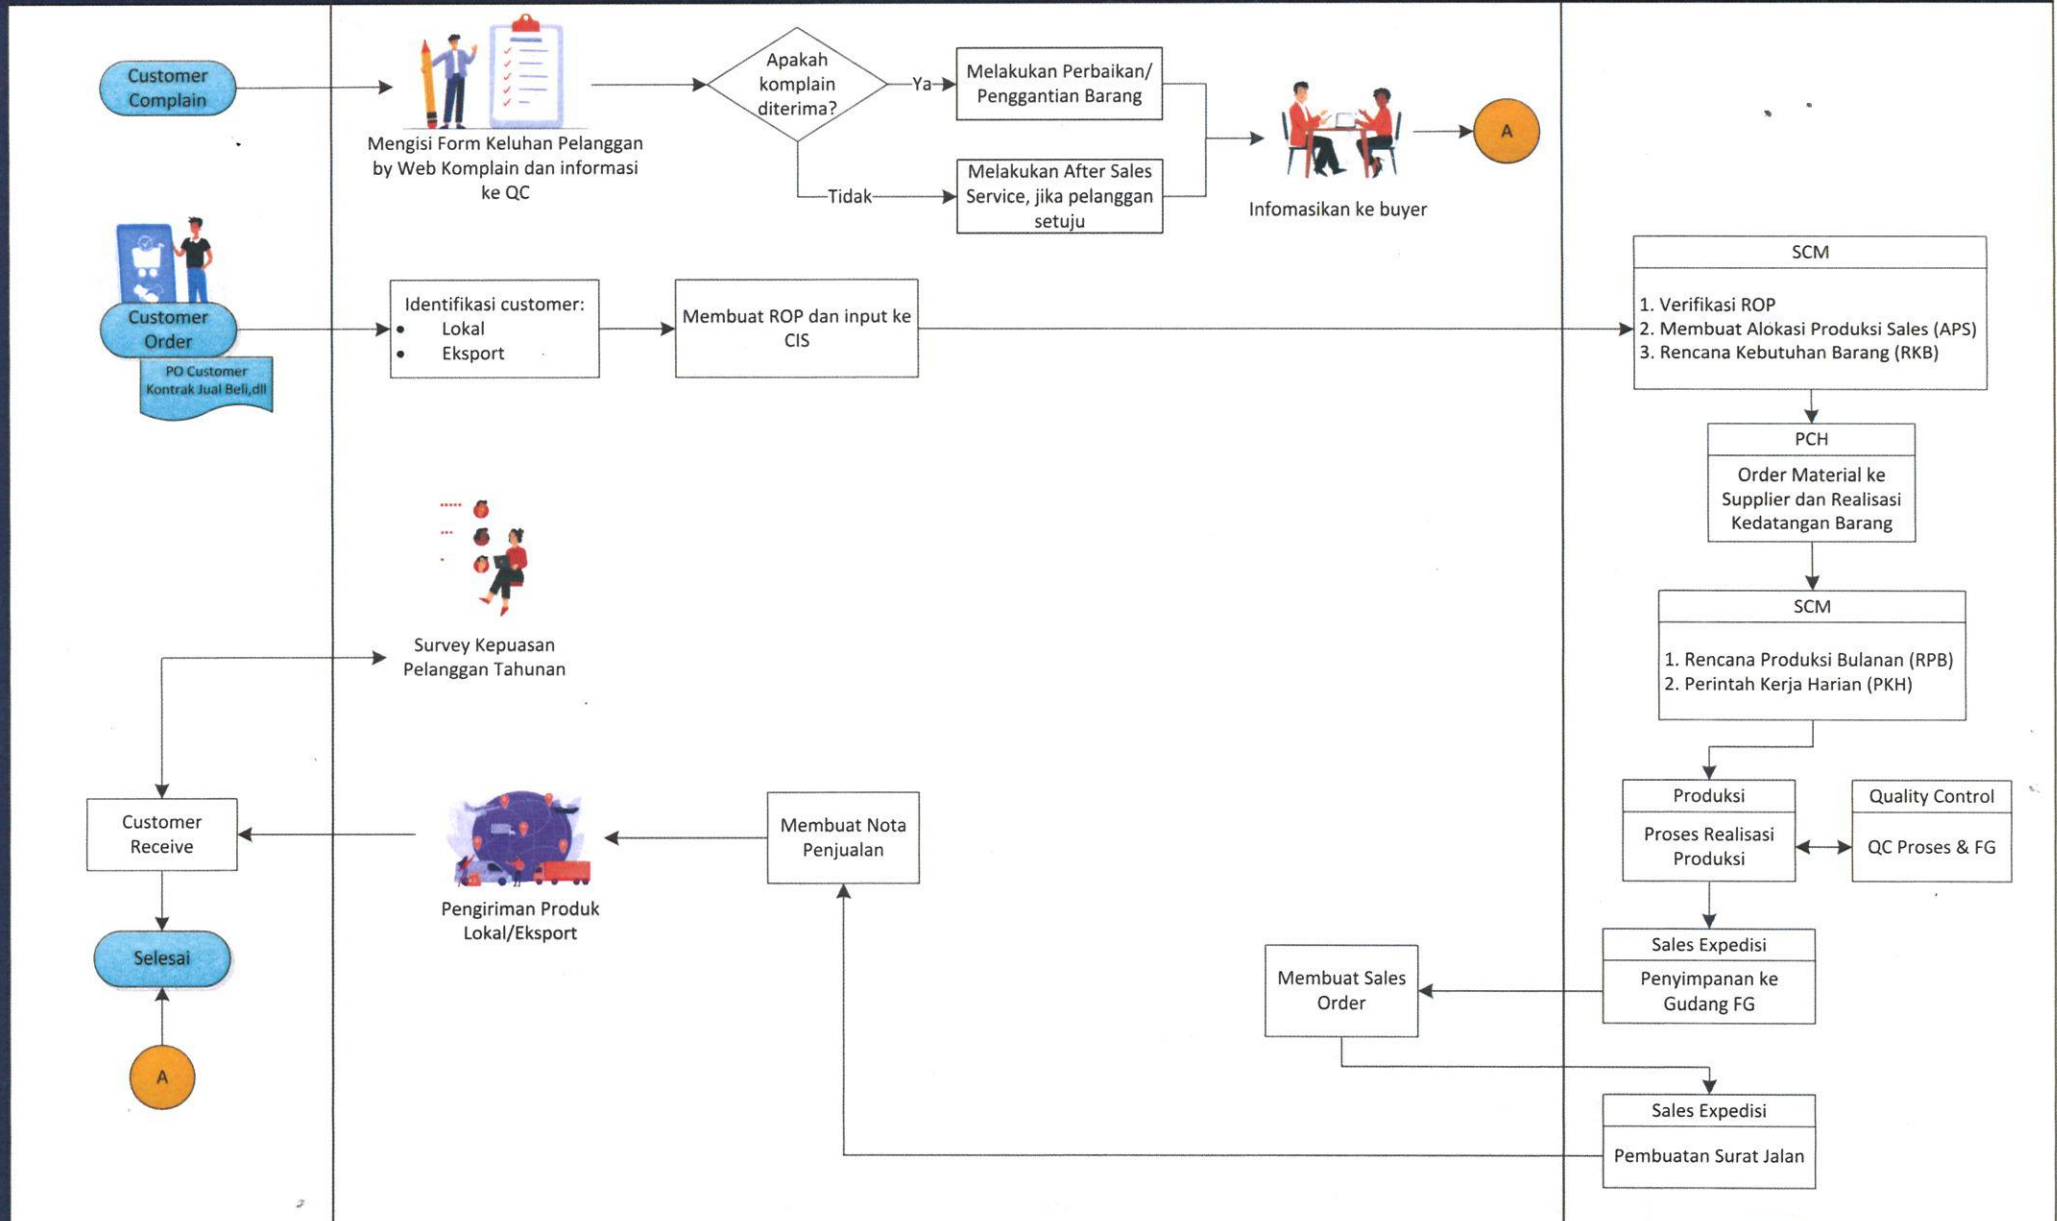 Customer
Complain
Mengisi Form Keluhan Pelanggan
by Web Komplain dan informasi
ke QC
Apakah
komplain
diterima?
Ya
Melakukan Perbaikan/
Penggantian Barang
Tidak
Melakukan After Sales
Service, jika pelanggan
setuju
Infomasikan ke buyer
A
Customer
Order
PO Customer
Kontrak Jual Beli,dll
Identifikasi customer:
• Lokal
• Eksport
Membuat ROP dan input ke
CIS
SCM
1. Verifikasi ROP
2. Membuat Alokasi Produksi Sales (APS)
3. Rencana Kebutuhan Barang (RKB)
PCH
Order Material ke
Supplier dan Realisasi
Kedatangan Barang
SCM
1. Rencana Produksi Bulanan (RPB)
2. Perintah Kerja Harian (PKH)
Survey Kepuasan
Pelanggan Tahunan
Produksi
Proses Realisasi
Produksi
Quality Control
QC Proses & FG
Customer
Receive
Pengiriman Produk
Lokal/Eksport
Membuat Nota
Penjualan
Selesai
A
Membuat Sales
Order
Sales Expedisi
Penyimpanan ke
Gudang FG
Sales Expedisi
Pembuatan Surat Jalan